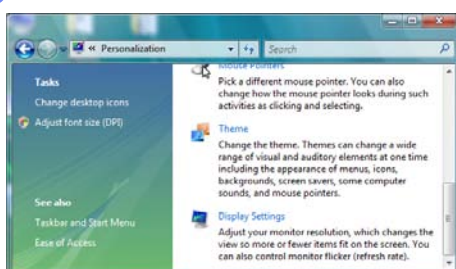 « Personalization
Search
Tasks
Change desktop icons
Adjust font size (DPI)
See also
Taskbar and Start Menu
Ease of Access
Mouse Pointers
Pick a different mouse pointer. You can also
change how the mouse pointer looks during such
activities as clicking and selecting.
Theme
Change the theme. Themes can change a wide
range of visual and auditory elements at one time
including the appearance of menus, icons,
backgrounds, screen savers, some computer
sounds, and mouse pointers.
Display Settings
Adjust your monitor resolution, which changes the
view so more or fewer items fit on the screen. You
can also control monitor flicker (refresh rate).